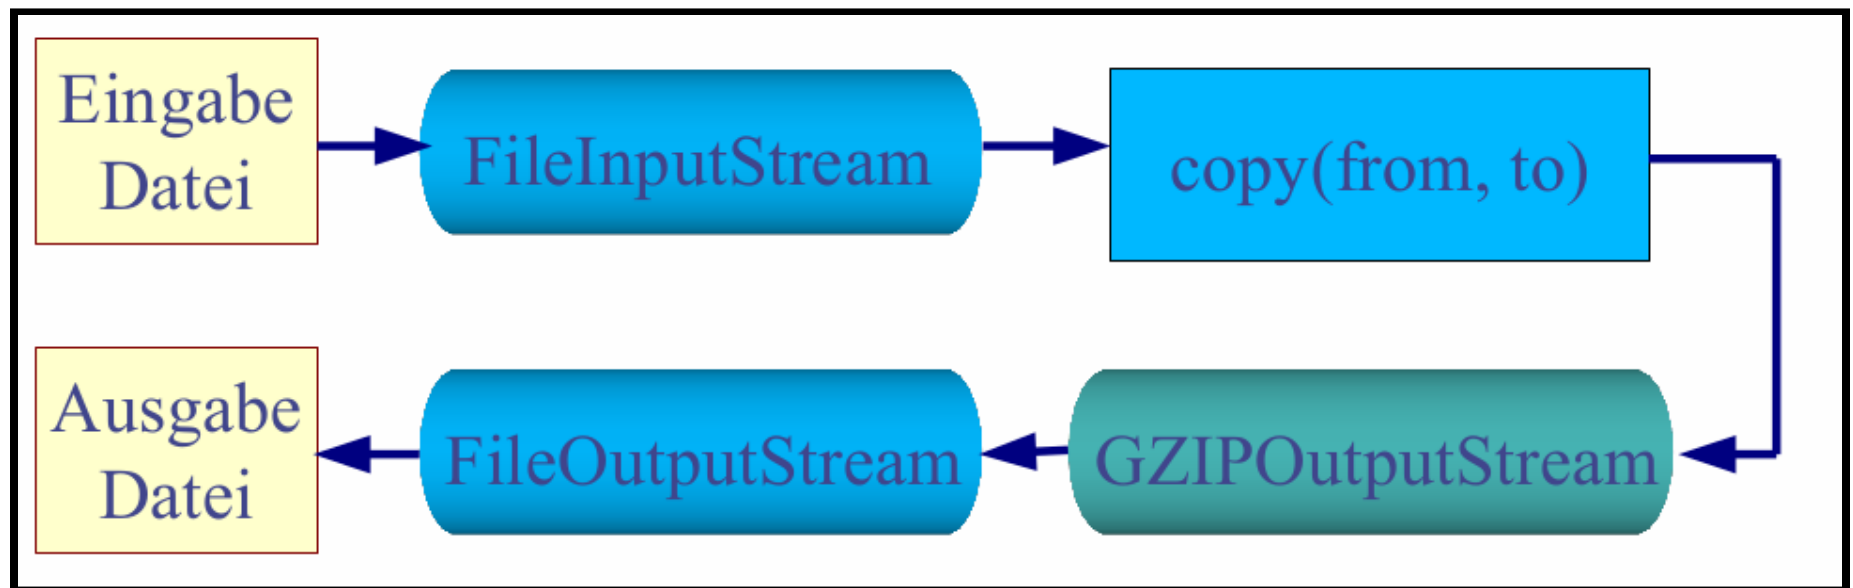 Eingabe
Datei
FileInputStream
copy(from, to)
Ausgabe
Datei
FileOutputStream
GZIPOutputStream